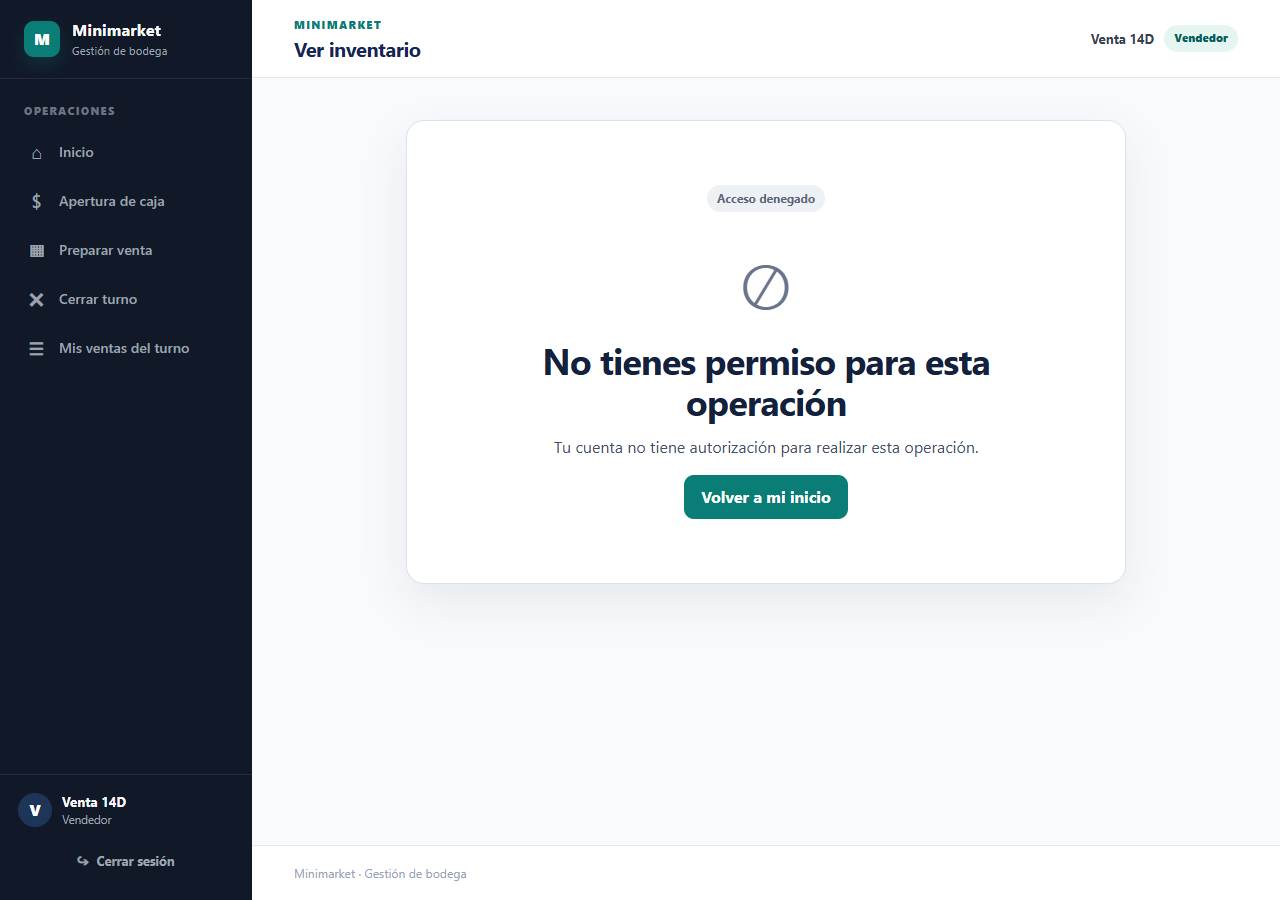 M
Minimarket
Gestión de bodega
OPERACIONES
Inicio
$ Apertura de caja
Preparar venta
Cerrar turno
Mis ventas del turno
V
Venta 14D
Vendedor
Cerrar sesión
MINIMARKET
Ver inventario
Venta 14D
Vendedor
Acceso denegado
No tienes permiso para esta
operación
Tu cuenta no tiene autorización para realizar esta operación.
Volver a mi inicio
Minimarket · Gestión de bodega